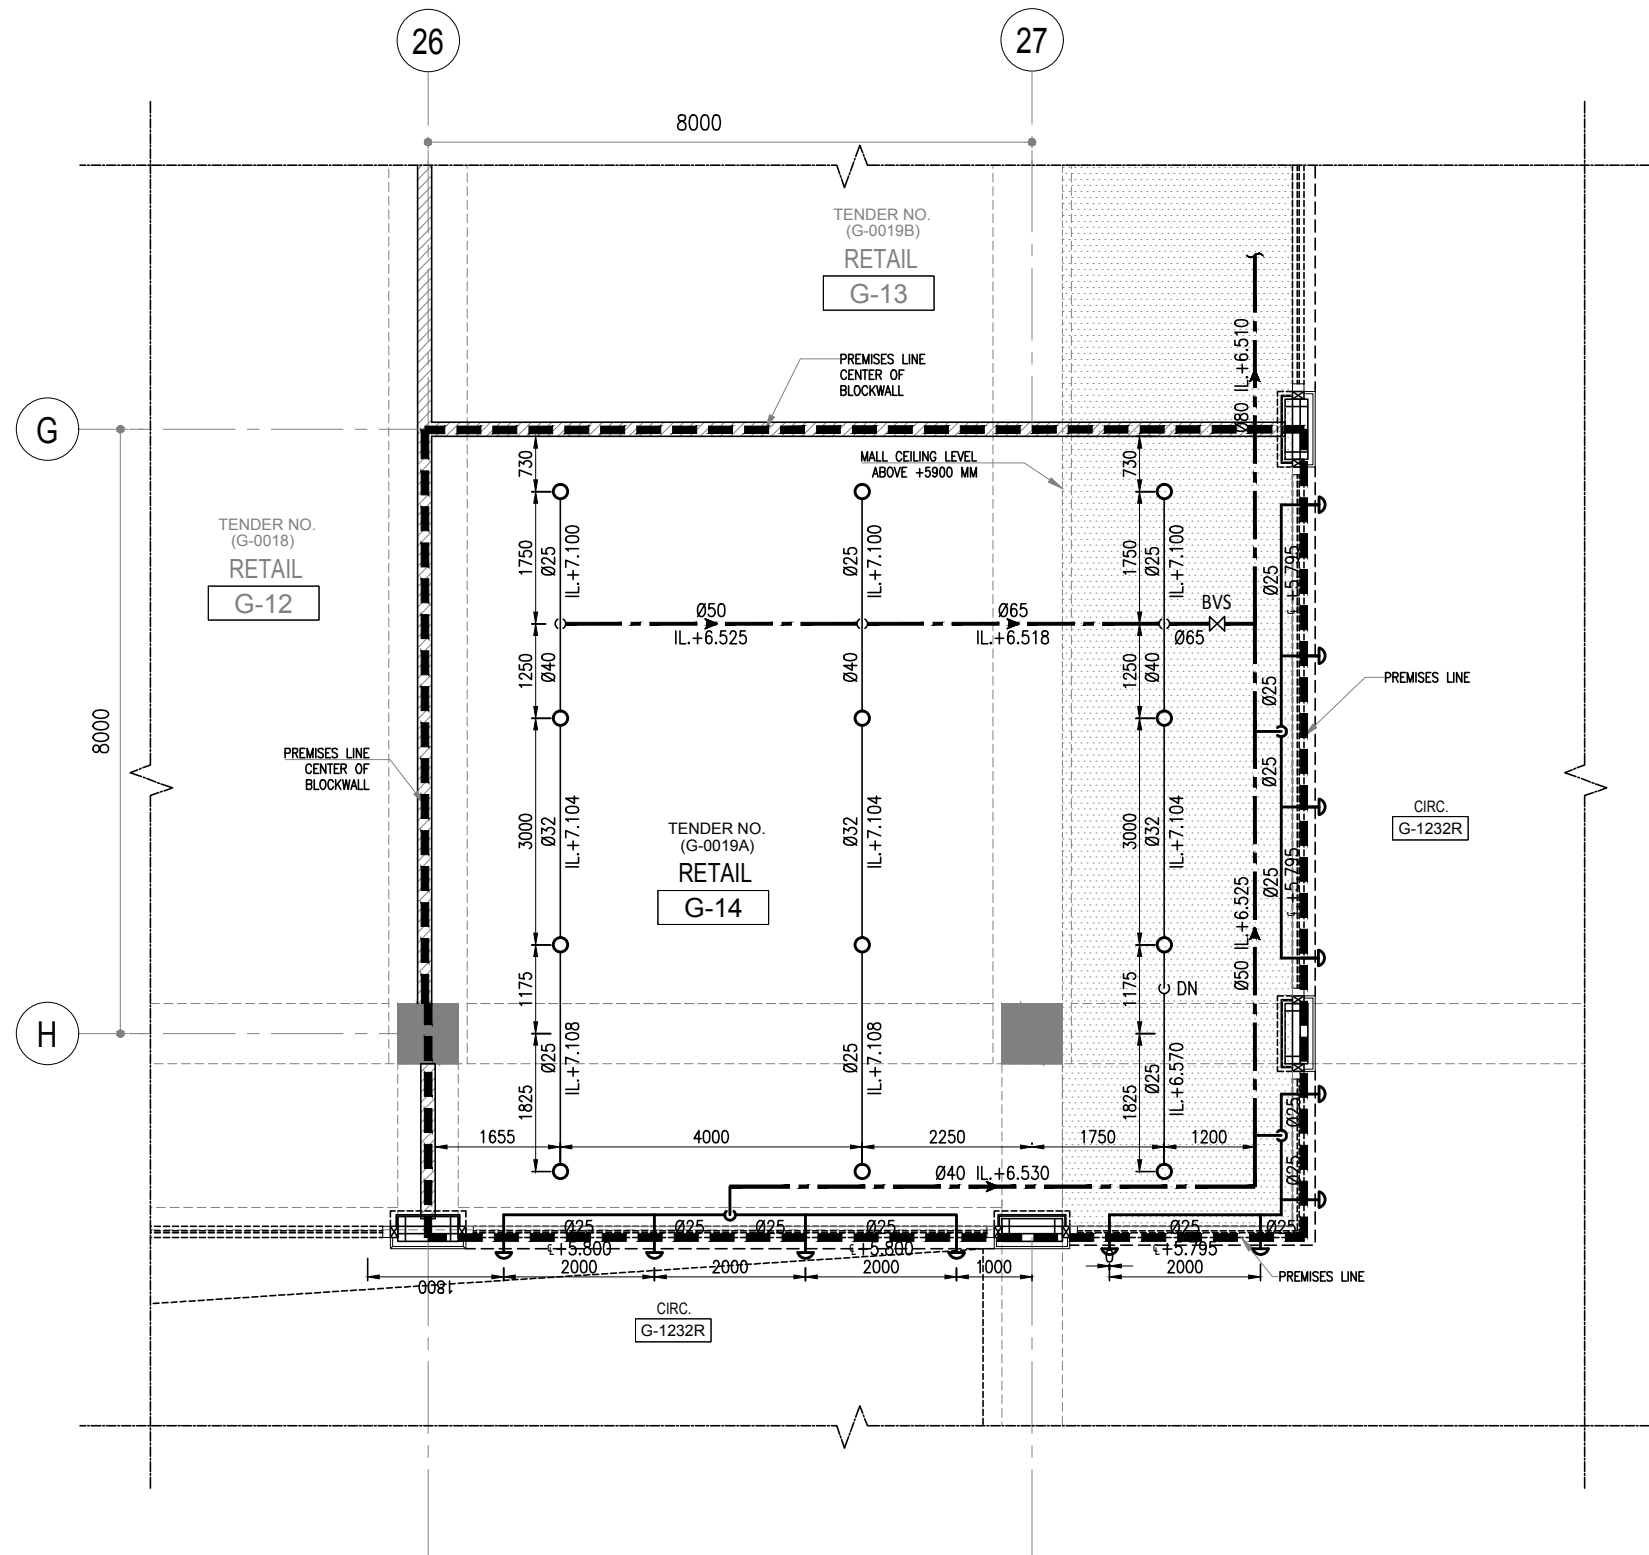 26
27
8000
TENDER NO.
(G-0019B)
RETAIL
G-13
PREMISES LINE
CENTER OF
BLOCKWALL
Ø80 IL.+6.510
G
730
730
MALL CEILING LEVEL
ABOVE +5900 MM
TENDER NO.
(G-0018)
RETAIL
G-12
1750
Ø25
IL.+7.100
Ø25
IL.+7.100
1750
Ø25
IL.+7.100
Ø25
℄ +5.795
BVS
Ø50
IL.+6.525
Ø65
IL.+6.518
Ø65
1250
Ø40
Ø40
1250
Ø40
Ø25
PREMISES LINE
8000
PREMISES LINE
CENTER OF
BLOCKWALL
Ø25
3000
Ø32
IL.+7.104
Ø32
IL.+7.104
3000
Ø32
IL.+7.104
TENDER NO.
(G-0019A)
RETAIL
G-14
CIRC.
G-1232R
Ø25
℄ +5.795
Ø50 IL.+6.525
1175
1175
DN
H
Ø25
IL.+7.108
Ø25
IL.+7.108
Ø25
IL.+6.570
1825
1825
Ø25
Ø25
1655
4000
2250
1750
1200
Ø40 IL.+6.530
Ø25
Ø25
Ø25
Ø25
Ø25
Ø25
℄+5.800
℄+5.800
℄+5.795
1800
2000
2000
2000
1000
2000
PREMISES LINE
CIRC.
G-1232R